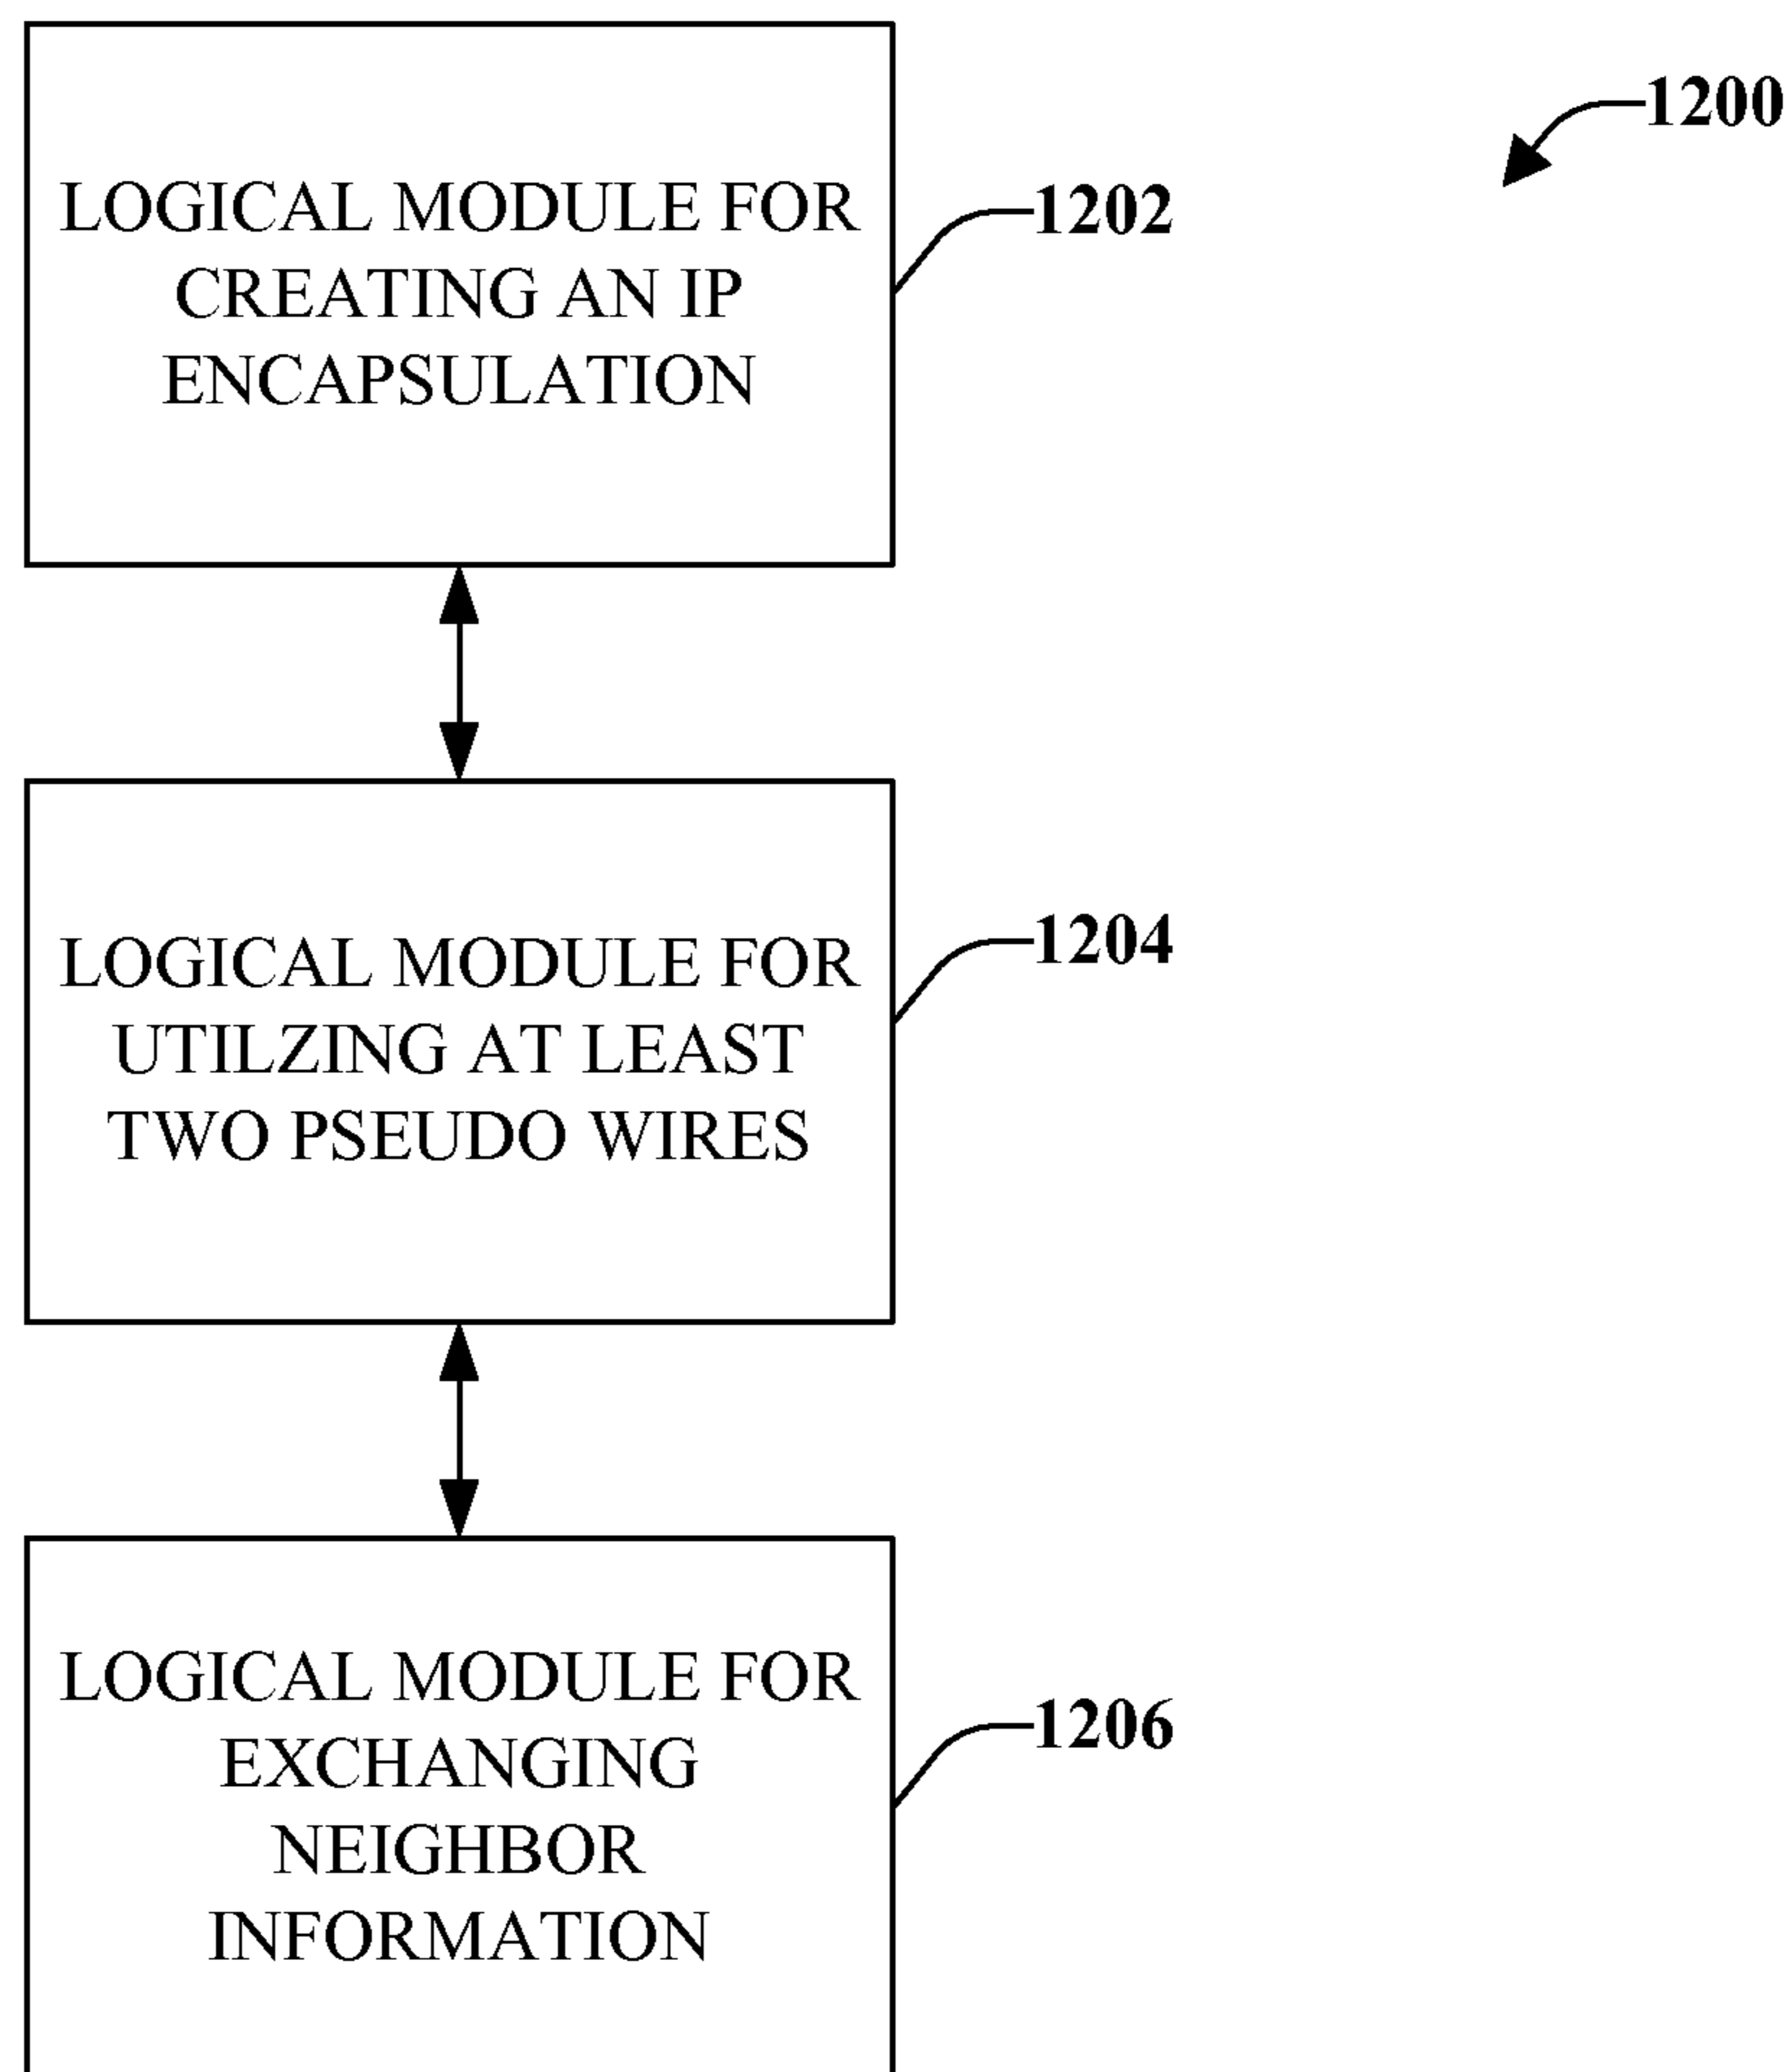 1200
LOGICAL MODULE FOR
CREATING AN IP
ENCAPSULATION
1202
LOGICAL MODULE FOR
UTILZING AT LEAST
TWO PSEUDO WIRES
1204
LOGICAL MODULE FOR
EXCHANGING
NEIGHBOR
INFORMATION
1206